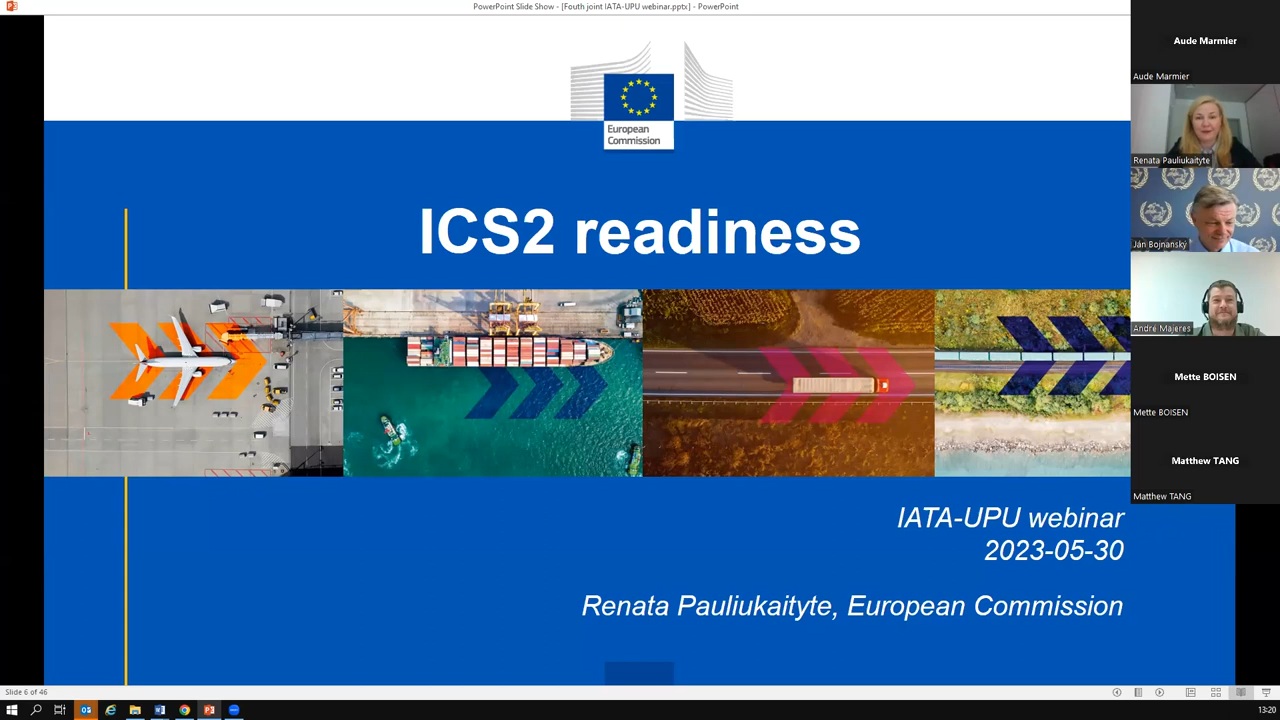 PowerPoint Slide Show - [Fouth joint IATA-UPU webinar.pptx] - PowerPoint
European
Commission
ICS2 readiness
IATA-UPU webinar
2023-05-30
Renata Pauliukaityte, European Commission
Aude Marmier
Aude Marmier
Renata Pauliukaityte
Ján Bojnanský
André Majeres
Mette BOISEN
Mette BOISEN
Matthew TANG
Matthew TANG
Slide 6 of 46
13:20